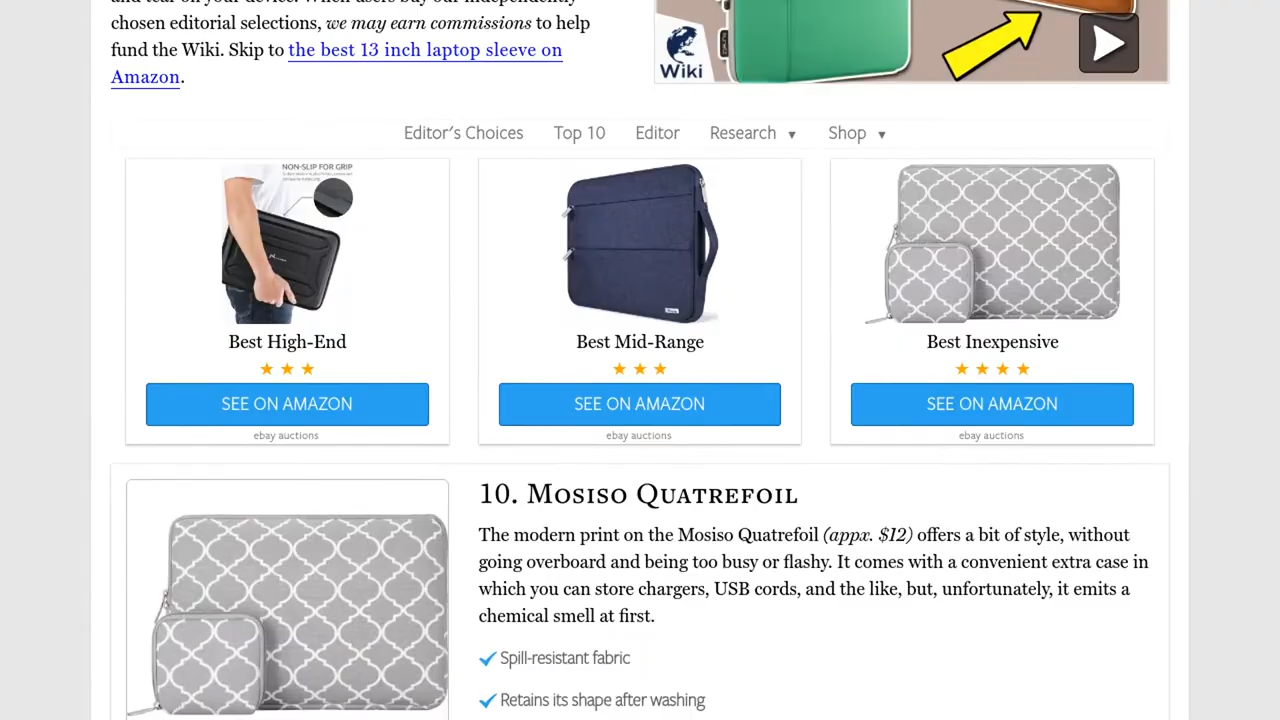 and tear on your device. When users buy our independently
chosen editorial selections, we may earn commissions to help
fund the Wiki. Skip to the best 13 inch laptop sleeve on
Amazon.
Wiki
Editor's Choices Top 10 Editor Research ▼ Shop ▼
NON-SLIP FOR GRIP
Best High-End
Best Mid-Range
Best Inexpensive
SEE ON AMAZON
SEE ON AMAZON
SEE ON AMAZON
ebay auctions
ebay auctions
ebay auctions
10. Mosiso Quatrefoil
The modern print on the Mosiso Quatrefoil (appx. $12) offers a bit of style, without
going overboard and being too busy or flashy. It comes with a convenient extra case in
which you can store chargers, USB cords, and the like, but, unfortunately, it emits a
chemical smell at first.
Spill-resistant fabric
Retains its shape after washing